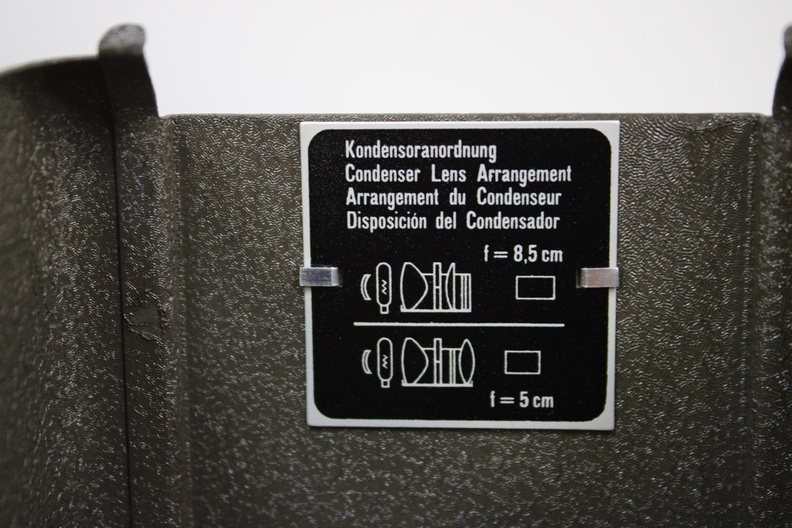 Kondensoranordnung
Condenser Lens Arrangement
Arrangement du Condenseur
Disposición del Condensador
f = 8,5 cm
f = 5 cm